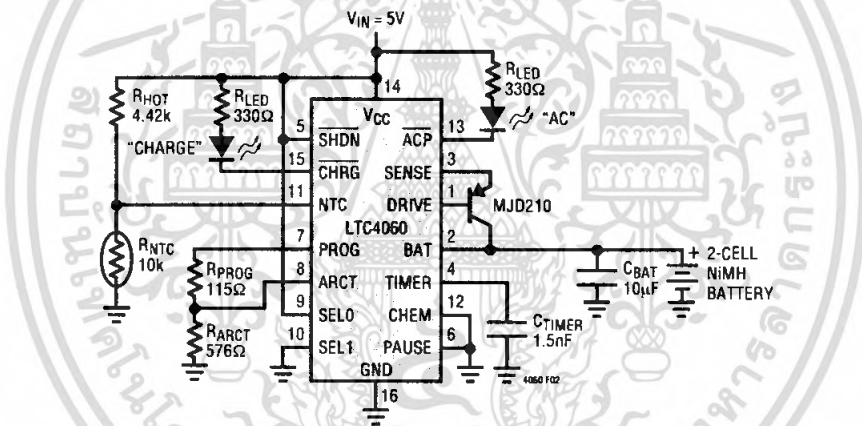 VIN = 5V
RHOT
4.42k
RLED
330Ω
"CHARGE"
RLED
330Ω
"AC"
14
VCC
5
SHDN
ACP
13
15
CHRG
SENSE
3
11
NTC
DRIVE
1
MJD210
LTC4060
7
PROG
BAT
2
8
ARCT
TIMER
4
9
SEL0
CHEM
12
10
SEL1
PAUSE
6
GND
16
RNTC
10k
RPROG
115Ω
RARCT
576Ω
CBAT
10µF
+ 2-CELL
NiMH
BATTERY
CTIMER
1.5nF
4060 F02